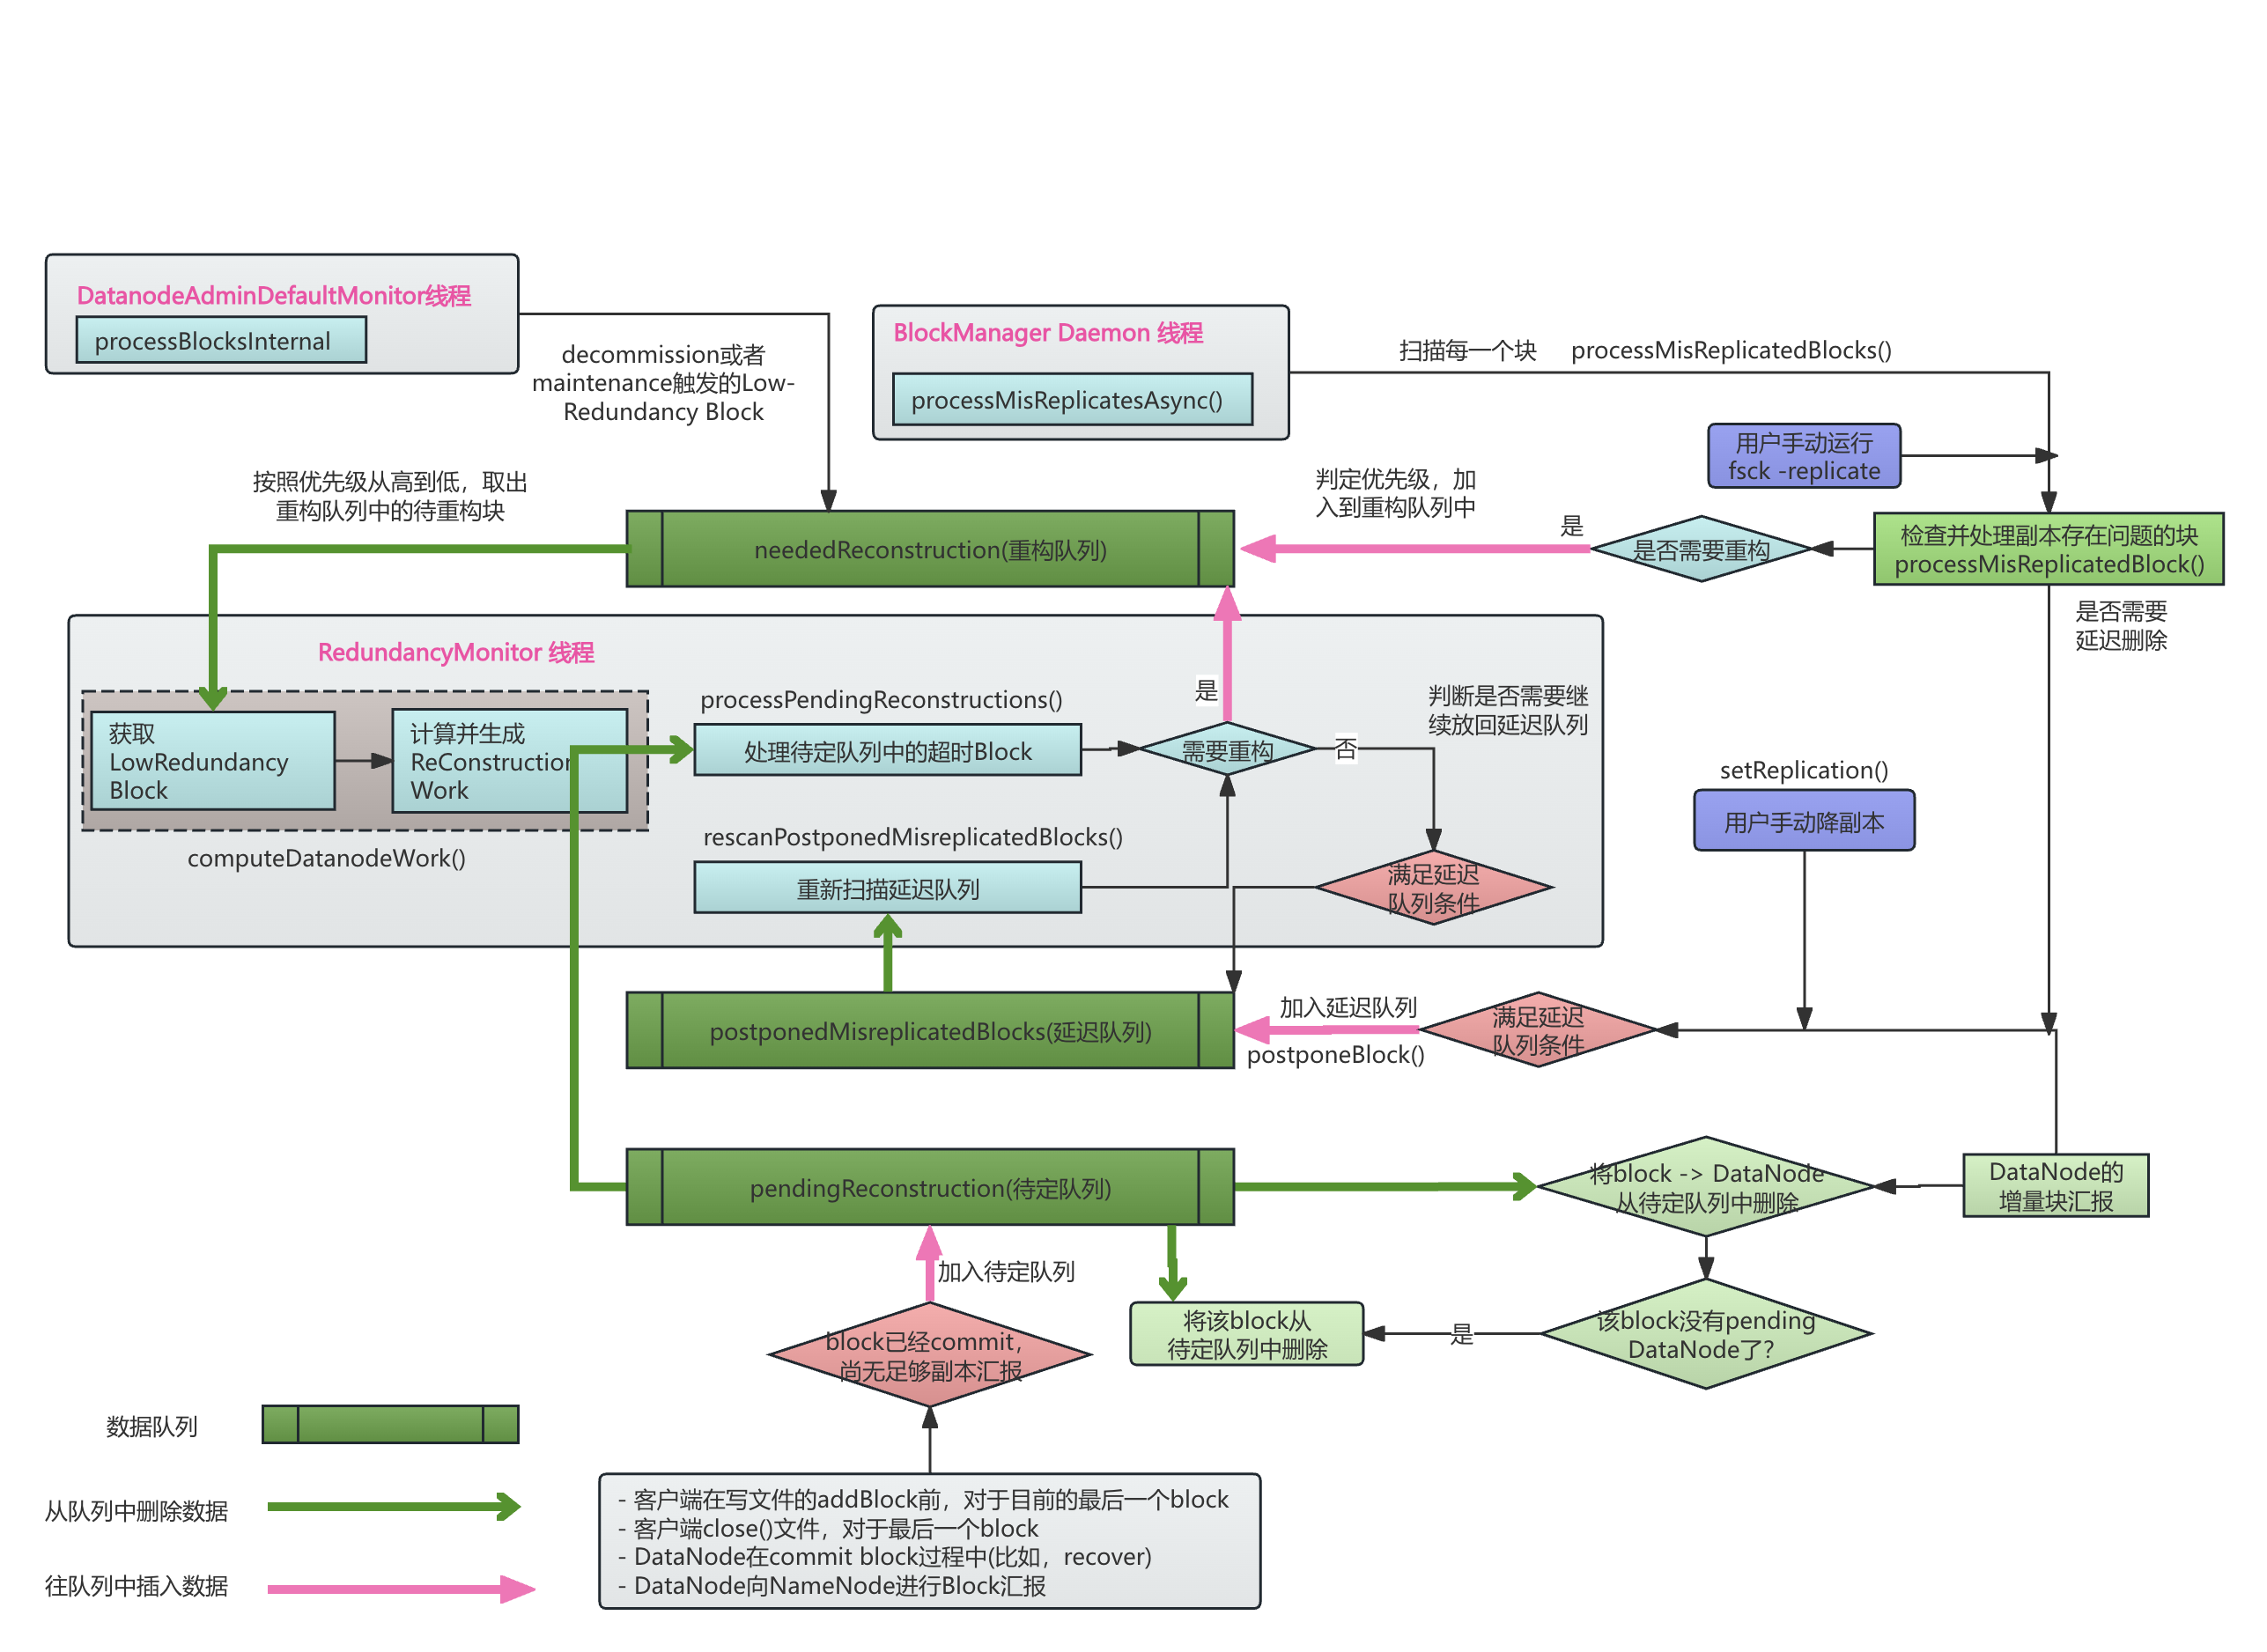 DatanodeAdminDefaultMonitor线程
processBlocksInternal
decommission或者
maintenance触发的Low-
Redundancy Block
BlockManager Daemon 线程
processMisReplicatesAsync()
扫描每一个块 processMisReplicatedBlocks()
用户手动运行
fsck -replicate
按照优先级从高到低，取出
重构队列中的待重构块
neededReconstruction(重构队列)
判定优先级，加
入到重构队列中
是
是否需要重构
检查并处理副本存在问题的块
processMisReplicatedBlock()
是否需要
延迟删除
RedundancyMonitor 线程
获取
LowRedundancy
Block
计算并生成
ReConstruction
Work
computeDatanodeWork()
processPendingReconstructions()
处理待定队列中的超时Block
是
需要重构
否
判断是否需要继
续放回延迟队列
rescanPostponedMisreplicatedBlocks()
重新扫描延迟队列
满足延迟
队列条件
setReplication()
用户手动降副本
postponedMisreplicatedBlocks(延迟队列)
加入延迟队列
postponeBlock()
满足延迟
队列条件
pendingReconstruction(待定队列)
将block -> DataNode
从待定队列中删除
DataNode的
增量块汇报
加入待定队列
将该block从
待定队列中删除
是
该block没有pending
DataNode了?
block已经commit，
尚无足够副本汇报
数据队列
从队列中删除数据
往队列中插入数据
- 客户端在写文件的addBlock前，对于目前的最后一个block
- 客户端close()文件，对于最后一个block
- DataNode在commit block过程中(比如，recover)
- DataNode向NameNode进行Block汇报